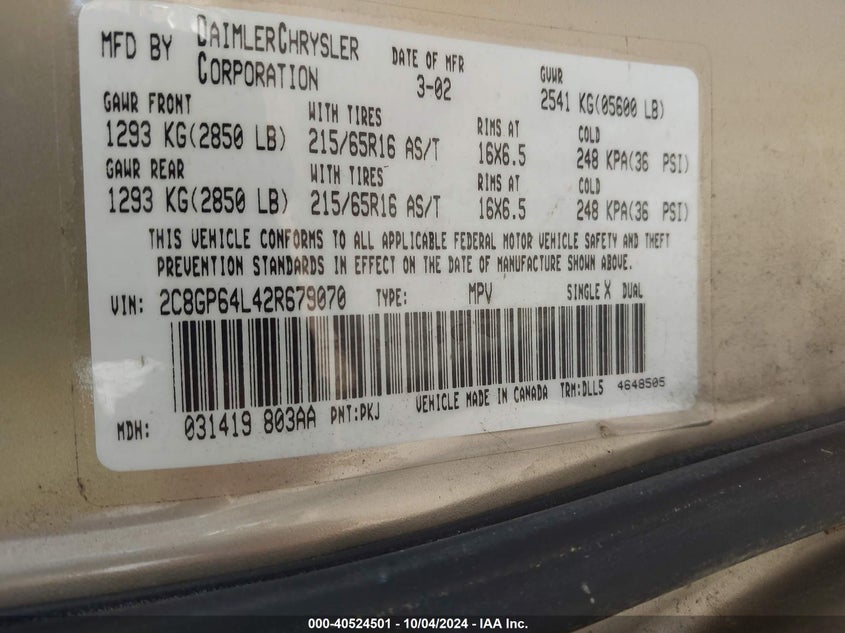 MFD BY DAIMLERCHRYSLER CORPORATION DATE OF MFR 3-02 GVWR 2541 KG(05600 LB)
GAWR FRONT WITH TIRES RIMS AT COLD
1293 KG(2850 LB) 215/65R16 AS/T 16X6.5 248 KPA(36 PSI)
GAWR REAR WITH TIRES RIMS AT COLD
1293 KG(2850 LB) 215/65R16 AS/T 16X6.5 248 KPA(36 PSI)
THIS VEHICLE CONFORMS TO ALL APPLICABLE FEDERAL MOTOR VEHICLE SAFETY AND THEFT
PREVENTION STANDARDS IN EFFECT ON THE DATE OF MANUFACTURE SHOWN ABOVE.
VIN: 2C8GP64L42R679070 TYPE: MPV SINGLE X DUAL
MDH: 031419 803AA PNT:PKJ VEHICLE MADE IN CANADA TRM:DLL5 4648505
000-40524501 - 10/04/2024 - IAA Inc.